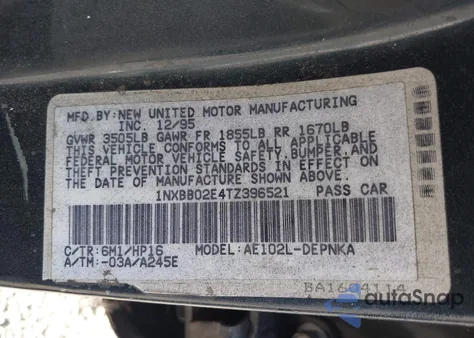 MFD.BY:NEW UNITED MOTOR MANUFACTURING
INC. 12/95
GVWR 3505LB GAWR FR 1855LB RR 1670LB
THIS VEHICLE CONFORMS TO ALL APPLICABLE
FEDERAL MOTOR VEHICLE SAFETY, BUMPER, AND
THEFT PREVENTION STANDARDS IN EFFECT ON
THE DATE OF MANUFACTURE SHOWN ABOVE.
1NXBB02E4TZ396521 PASS CAR
C/TR:6M1/HP16 MODEL:AE102L-DEPNKA
A/TM:-03A/A245E
BA1604114
autoSnap